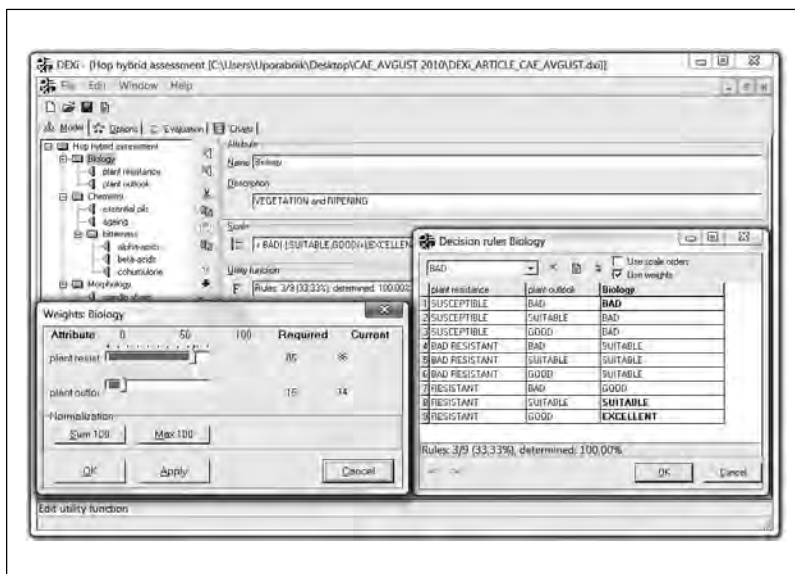 DEXi - [Hop hybrid assessment [C:\Users\Uporabnik\Desktop\CAE_AVGUST 2010\DEXi_ARTICLE_CAE_AVGUST.dxi]]
File Edit Window Help
Model Options Evaluation Charts
Hop hybrid assessment
Biology
plant resistance
plant outlook
Chemistry
essential oils
ageing
bitterness
alpha-acids
beta-acids
cohumulone
Morphology
Attribute
Name Biology
Description
VEGETATION and RIPENING
Scale
BAD SUITABLE GOOD EXCELLEN
Utility function
F Rules: 3/9 (33,33%), determined: 100,00%
Weights: Biology
Attribute 0 50 100 Required Current
plant resist 85 86
plant outloo 15 14
Normalization
Sum 100 Max 100
OK Apply Cancel
Decision rules Biology
BAD
Use scale orders
Use weights
plant resistance plant outlook Biology
1 SUSCEPTIBLE BAD BAD
2 SUSCEPTIBLE SUITABLE BAD
3 SUSCEPTIBLE GOOD BAD
4 BAD RESISTANT BAD SUITABLE
5 BAD RESISTANT SUITABLE SUITABLE
6 BAD RESISTANT GOOD SUITABLE
7 RESISTANT BAD GOOD
8 RESISTANT SUITABLE SUITABLE
9 RESISTANT GOOD EXCELLENT
Rules: 3/9 (33,33%), determined: 100,00%
OK Cancel
Edit utility function